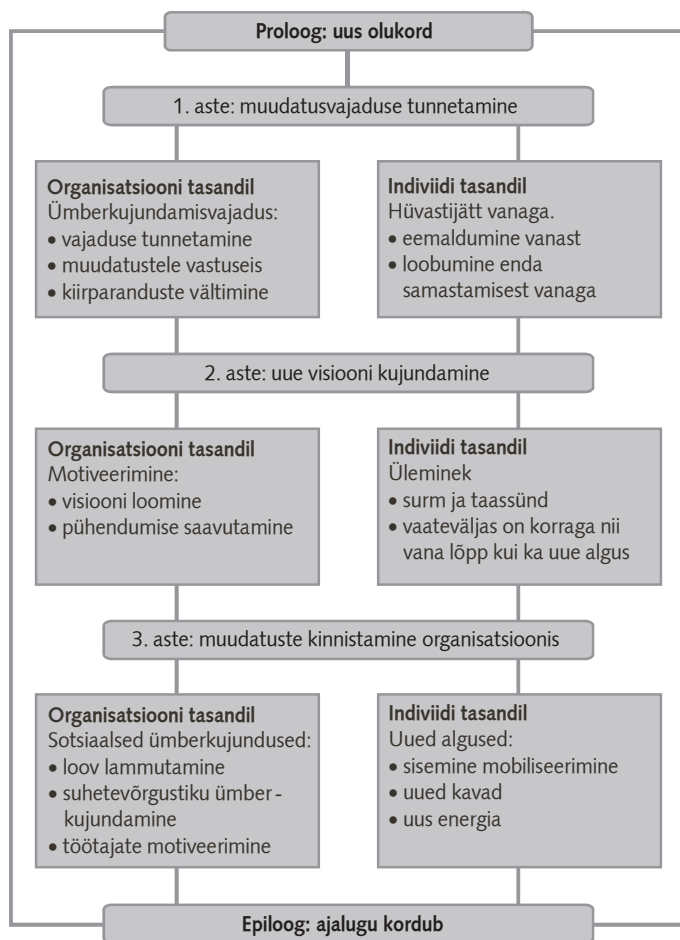 Proloog: uus olukord
1. aste: muudatusvajaduse tunnetamine
Organisatsiooni tasandil
Ümberkujundamisvajadus:
• vajaduse tunnetamine
• muudatustele vastuseis
• kiirparanduste vältimine
Indiviidi tasandil
Hüvastijätt vanaga.
• eemaldumine vanast
• loobumine enda
samastamisest vanaga
2. aste: uue visiooni kujundamine
Organisatsiooni tasandil
Motiveerimine:
• visiooni loomine
• pühendumise saavutamine
Indiviidi tasandil
Üleminek
• surm ja taassünd
• vaateväljas on korraga nii
vana lõpp kui ka uue algus
3. aste: muudatuste kinnistamine organisatsioonis
Organisatsiooni tasandil
Sotsiaalsed ümberkujundused:
• loov lammutamine
• suhetevõrgustiku ümber-
kujundamine
• töötajate motiveerimine
Indiviidi tasandil
Uued algused:
• sisemine mobiliseerimine
• uued kavad
• uus energia
Epiloog: ajalugu kordub